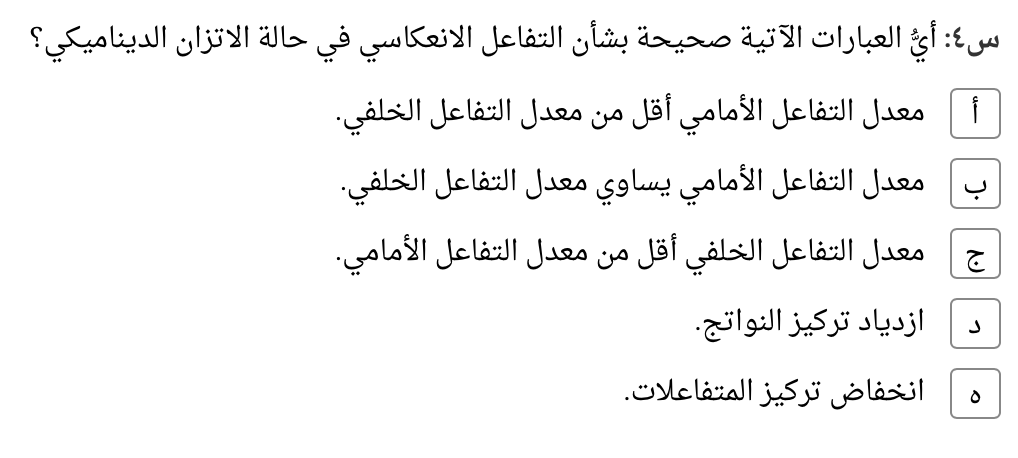 س٤: أيُّ العبارات الآتية صحيحة بشأن التفاعل الانعكاسي في حالة الاتزان الديناميكي؟
أ معدل التفاعل الأمامي أقل من معدل التفاعل الخلفي.
ب معدل التفاعل الأمامي يساوي معدل التفاعل الخلفي.
ج معدل التفاعل الخلفي أقل من معدل التفاعل الأمامي.
د ازدياد تركيز النواتج.
ه انخفاض تركيز المتفاعلات.